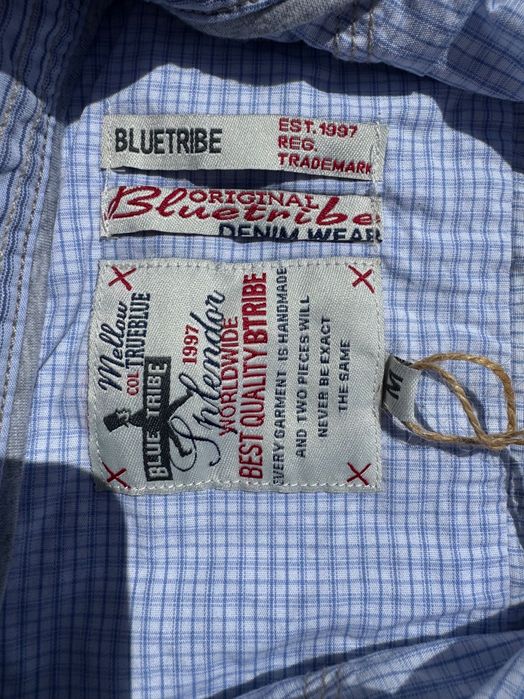 BLUETRIBE
EST. 1997
REG.
TRADEMARK
ORIGINAL
Bluetribe
DENIM WEAR
Mellow
COL. TRUEBLUE
BLUE TRIBE
1997
Splendor
WORLDWIDE
BEST QUALITY BTRIBE
EVERY GARMENT IS HANDMADE
AND TWO PIECES WILL
NEVER BE EXACT
THE SAME
M